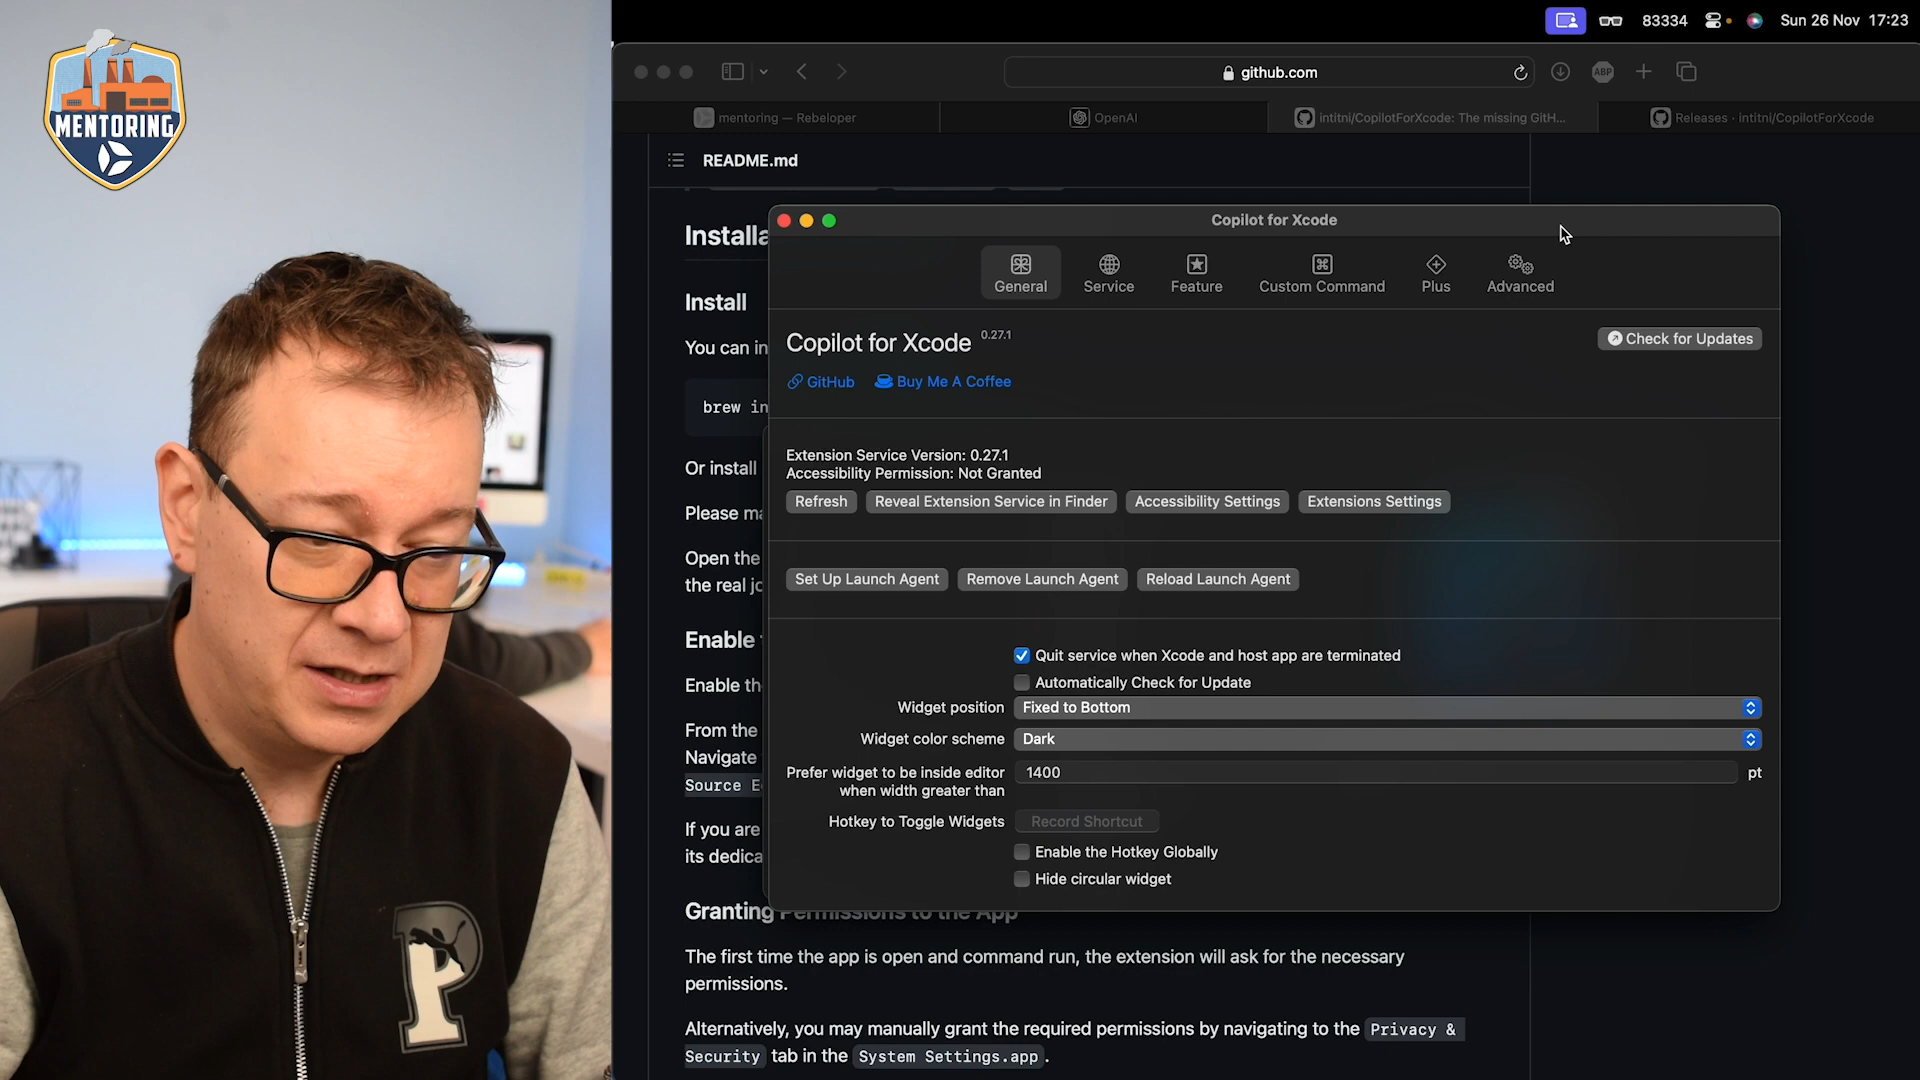 MENTORING
P
83334
Sun 26 Nov 17:23
github.com
ABP
mentoring — Rebeloper
OpenAI
intitni/CopilotForXcode: The missing GitH...
Releases · intitni/CopilotForXcode
README.md
Installa
Install
You can in
brew in
Or install
Please ma
Open the
the real jo
Enable
Enable th
From the
Navigate
Source E
If you are
its dedica
Copilot for Xcode
General
Service
Feature
Custom Command
Plus
Advanced
Copilot for Xcode 0.27.1
Check for Updates
GitHub
Buy Me A Coffee
Extension Service Version: 0.27.1
Accessibility Permission: Not Granted
Refresh
Reveal Extension Service in Finder
Accessibility Settings
Extensions Settings
Set Up Launch Agent
Remove Launch Agent
Reload Launch Agent
Quit service when Xcode and host app are terminated
Automatically Check for Update
Widget position
Fixed to Bottom
Widget color scheme
Dark
Prefer widget to be inside editor
when width greater than
1400
pt
Hotkey to Toggle Widgets
Record Shortcut
Enable the Hotkey Globally
Hide circular widget
Granting Permissions to the App
The first time the app is open and command run, the extension will ask for the necessary
permissions.
Alternatively, you may manually grant the required permissions by navigating to the Privacy &
Security tab in the System Settings.app.